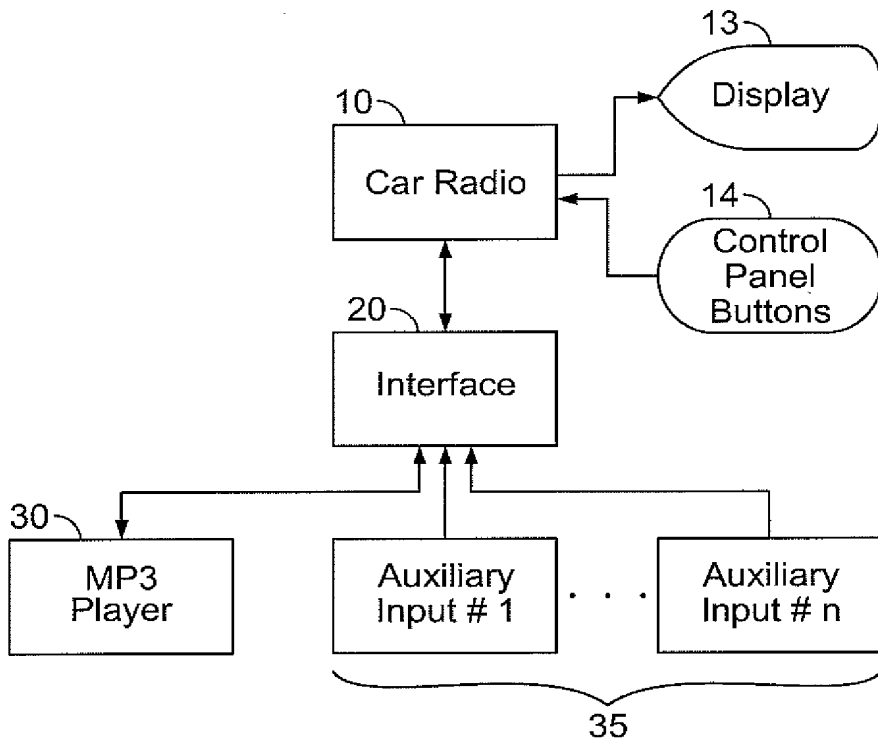 13
Display
10
Car Radio
14
Control
Panel
Buttons
20
Interface
30
MP3
Player
Auxiliary
Input # 1
. . .
Auxiliary
Input # n
35